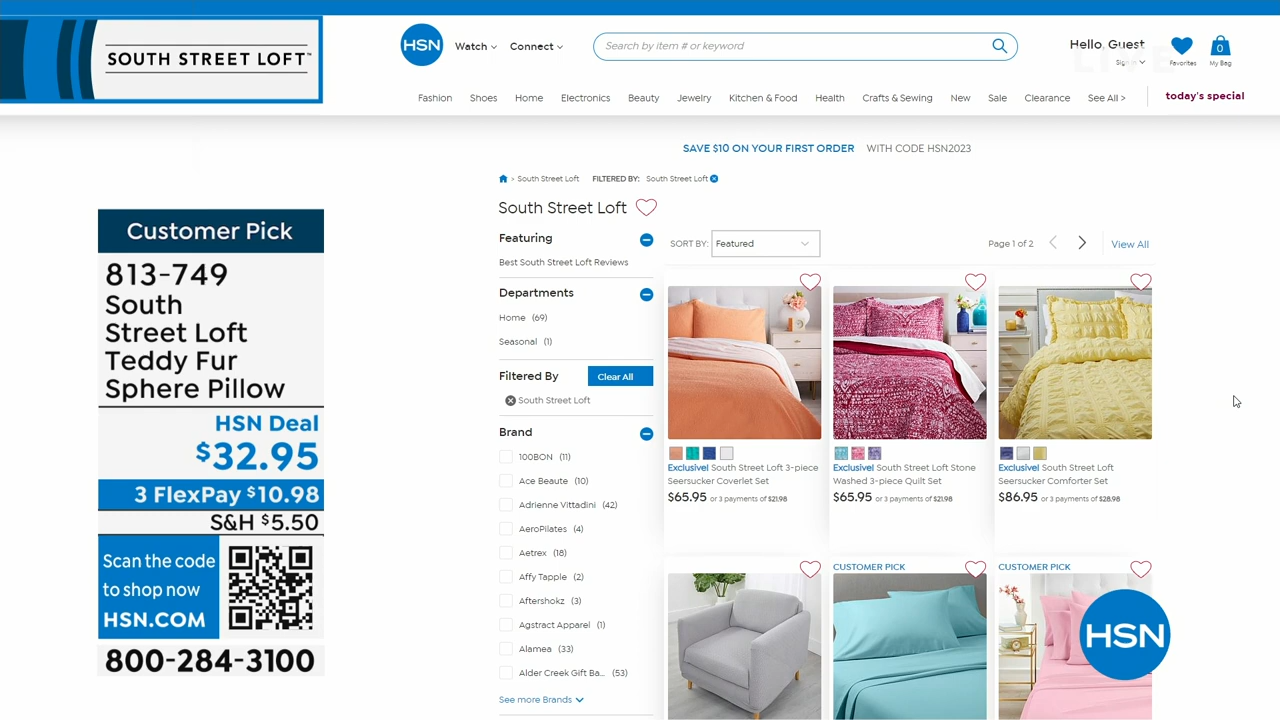 SOUTH STREET LOFT™
HSN
Watch
Connect
Search by item # or keyword
Hello, Guest
Sign in
Favorites
0
My Bag
LIVE
Fashion
Shoes
Home
Electronics
Beauty
Jewelry
Kitchen & Food
Health
Crafts & Sewing
New
Sale
Clearance
See All >
today's special
SAVE $10 ON YOUR FIRST ORDER WITH CODE HSN2023
> South Street Loft FILTERED BY: South Street Loft
South Street Loft
Featuring
Best South Street Loft Reviews
Departments
Home (69)
Seasonal (1)
Filtered By
Clear All
South Street Loft
Brand
100BON (11)
Ace Beaute (10)
Adrienne Vittadini (42)
AeroPilates (4)
Aetrex (18)
Affy Tapple (2)
Aftershokz (3)
Agstract Apparel (1)
Alamea (33)
Alder Creek Gift Ba... (53)
See more Brands
SORT BY: Featured
Page 1 of 2
View All
Exclusive! South Street Loft 3-piece
Seersucker Coverlet Set
$65.95 or 3 payments of $21.98
Exclusive! South Street Loft Stone
Washed 3-piece Quilt Set
$65.95 or 3 payments of $21.98
Exclusive! South Street Loft
Seersucker Comforter Set
$86.95 or 3 payments of $28.98
CUSTOMER PICK
CUSTOMER PICK
HSN
Customer Pick
813-749
South
Street Loft
Teddy Fur
Sphere Pillow
HSN Deal
$32.95
3 FlexPay $10.98
S&H $5.50
Scan the code
to shop now
HSN.COM
800-284-3100